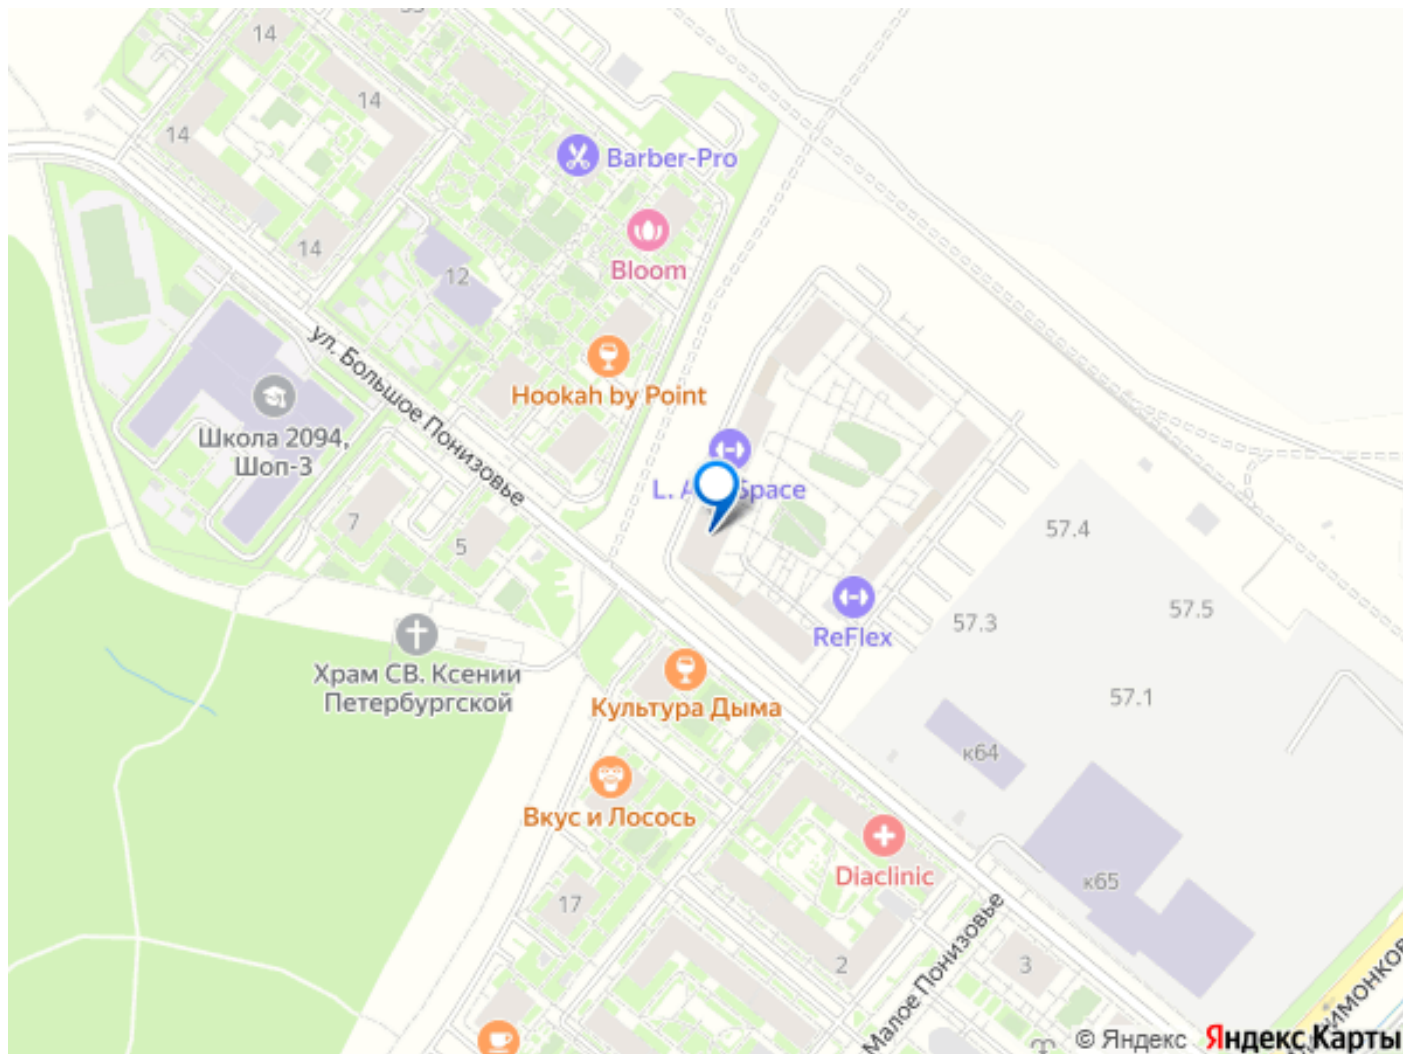 14
14
14
Barber-Pro
14
12
Bloom
ул. Большое Понизовье
Hookah by Point
Школа 2094,
Шоп-3
Space
57.4
7
5
57.5
57.3
ReFlex
Храм СВ. Ксении
Петербургской
57.1
Культура Дыма
к64
Вкус и Лосось
Diaclinic
к65
17
Малое Понизовье
2
3
© Яндекс
Яндекс Карты